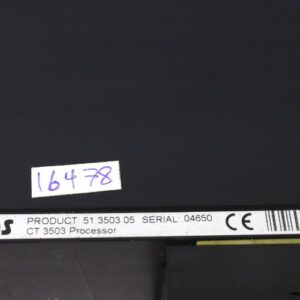 16478
PRODUCT: 51 3503 05 SERIAL: 04650
CT 3503 Processor
CE